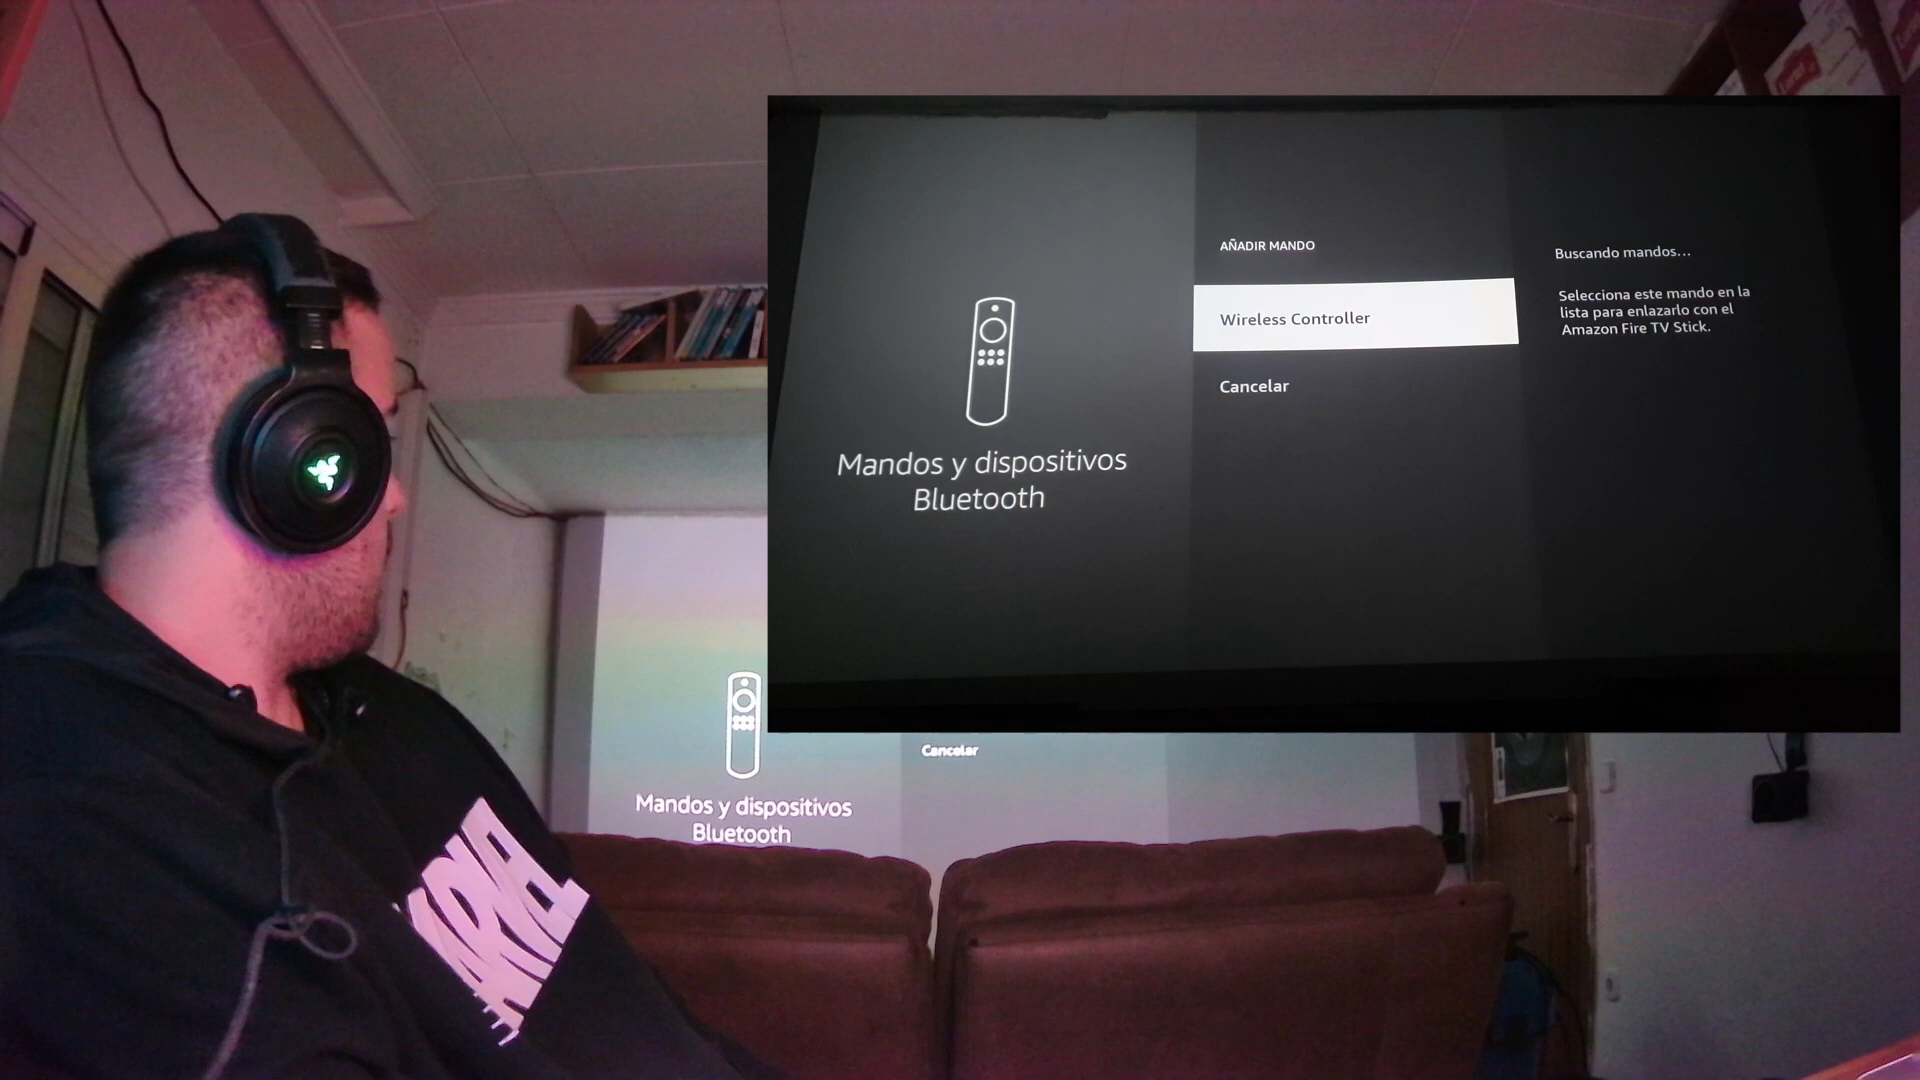 AÑADIR MANDO
Wireless Controller
Cancelar
Buscando mandos...
Selecciona este mando en la
lista para enlazarlo con el
Amazon Fire TV Stick.
Mandos y dispositivos
Bluetooth
Cancelar
Mandos y dispositivos
Bluetooth